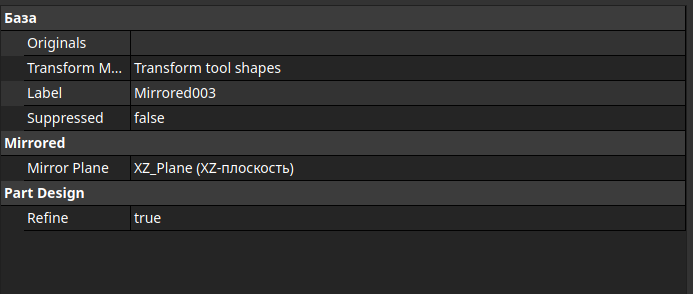 База
Originals
Transform M... Transform tool shapes
Label Mirrored003
Suppressed false
Mirrored
Mirror Plane XZ_Plane (XZ-плоскость)
Part Design
Refine true